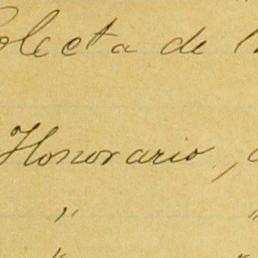 Colecta de
Honorario,
" "
" "